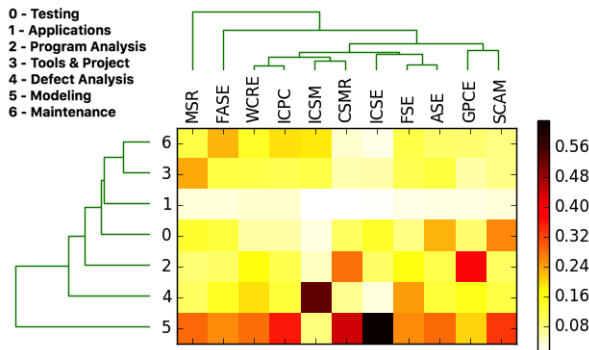 0 - Testing
1 - Applications
2 - Program Analysis
3 - Tools & Project
4 - Defect Analysis
5 - Modeling
6 - Maintenance
MSR FASE WCRE ICPC ICSM CSMR ICSE FSE ASE GPCE SCAM
6
3
1
0
2
4
5
0.56
0.48
0.40
0.32
0.24
0.16
0.08